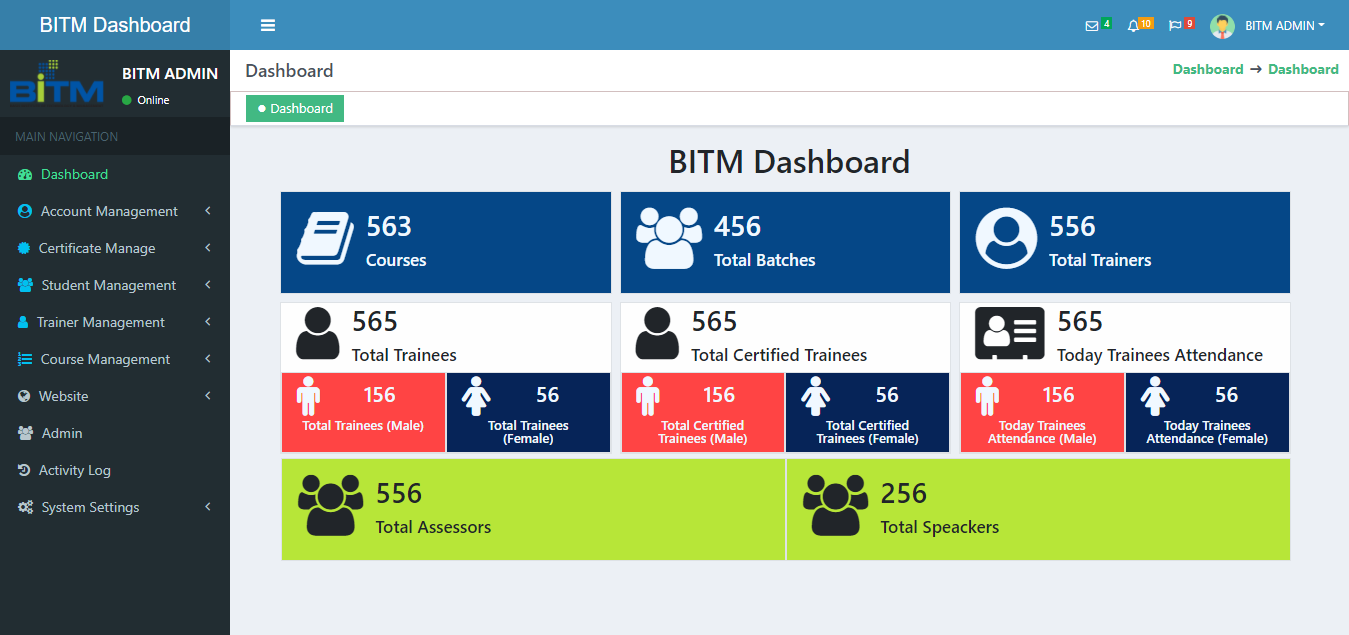 BITM Dashboard
4
10
9
BITM ADMIN
BiTM
BITM ADMIN
Online
MAIN NAVIGATION
Dashboard
Account Management
Certificate Manage
Student Management
Trainer Management
Course Management
Website
Admin
Activity Log
System Settings
Dashboard
Dashboard → Dashboard
Dashboard
BITM Dashboard
563
Courses
456
Total Batches
556
Total Trainers
565
Total Trainees
156
Total Trainees (Male)
56
Total Trainees
(Female)
565
Total Certified Trainees
156
Total Certified
Trainees (Male)
56
Total Certified
Trainees (Female)
565
Today Trainees Attendance
156
Today Trainees
Attendance (Male)
56
Today Trainees
Attendance (Female)
556
Total Assessors
256
Total Speackers